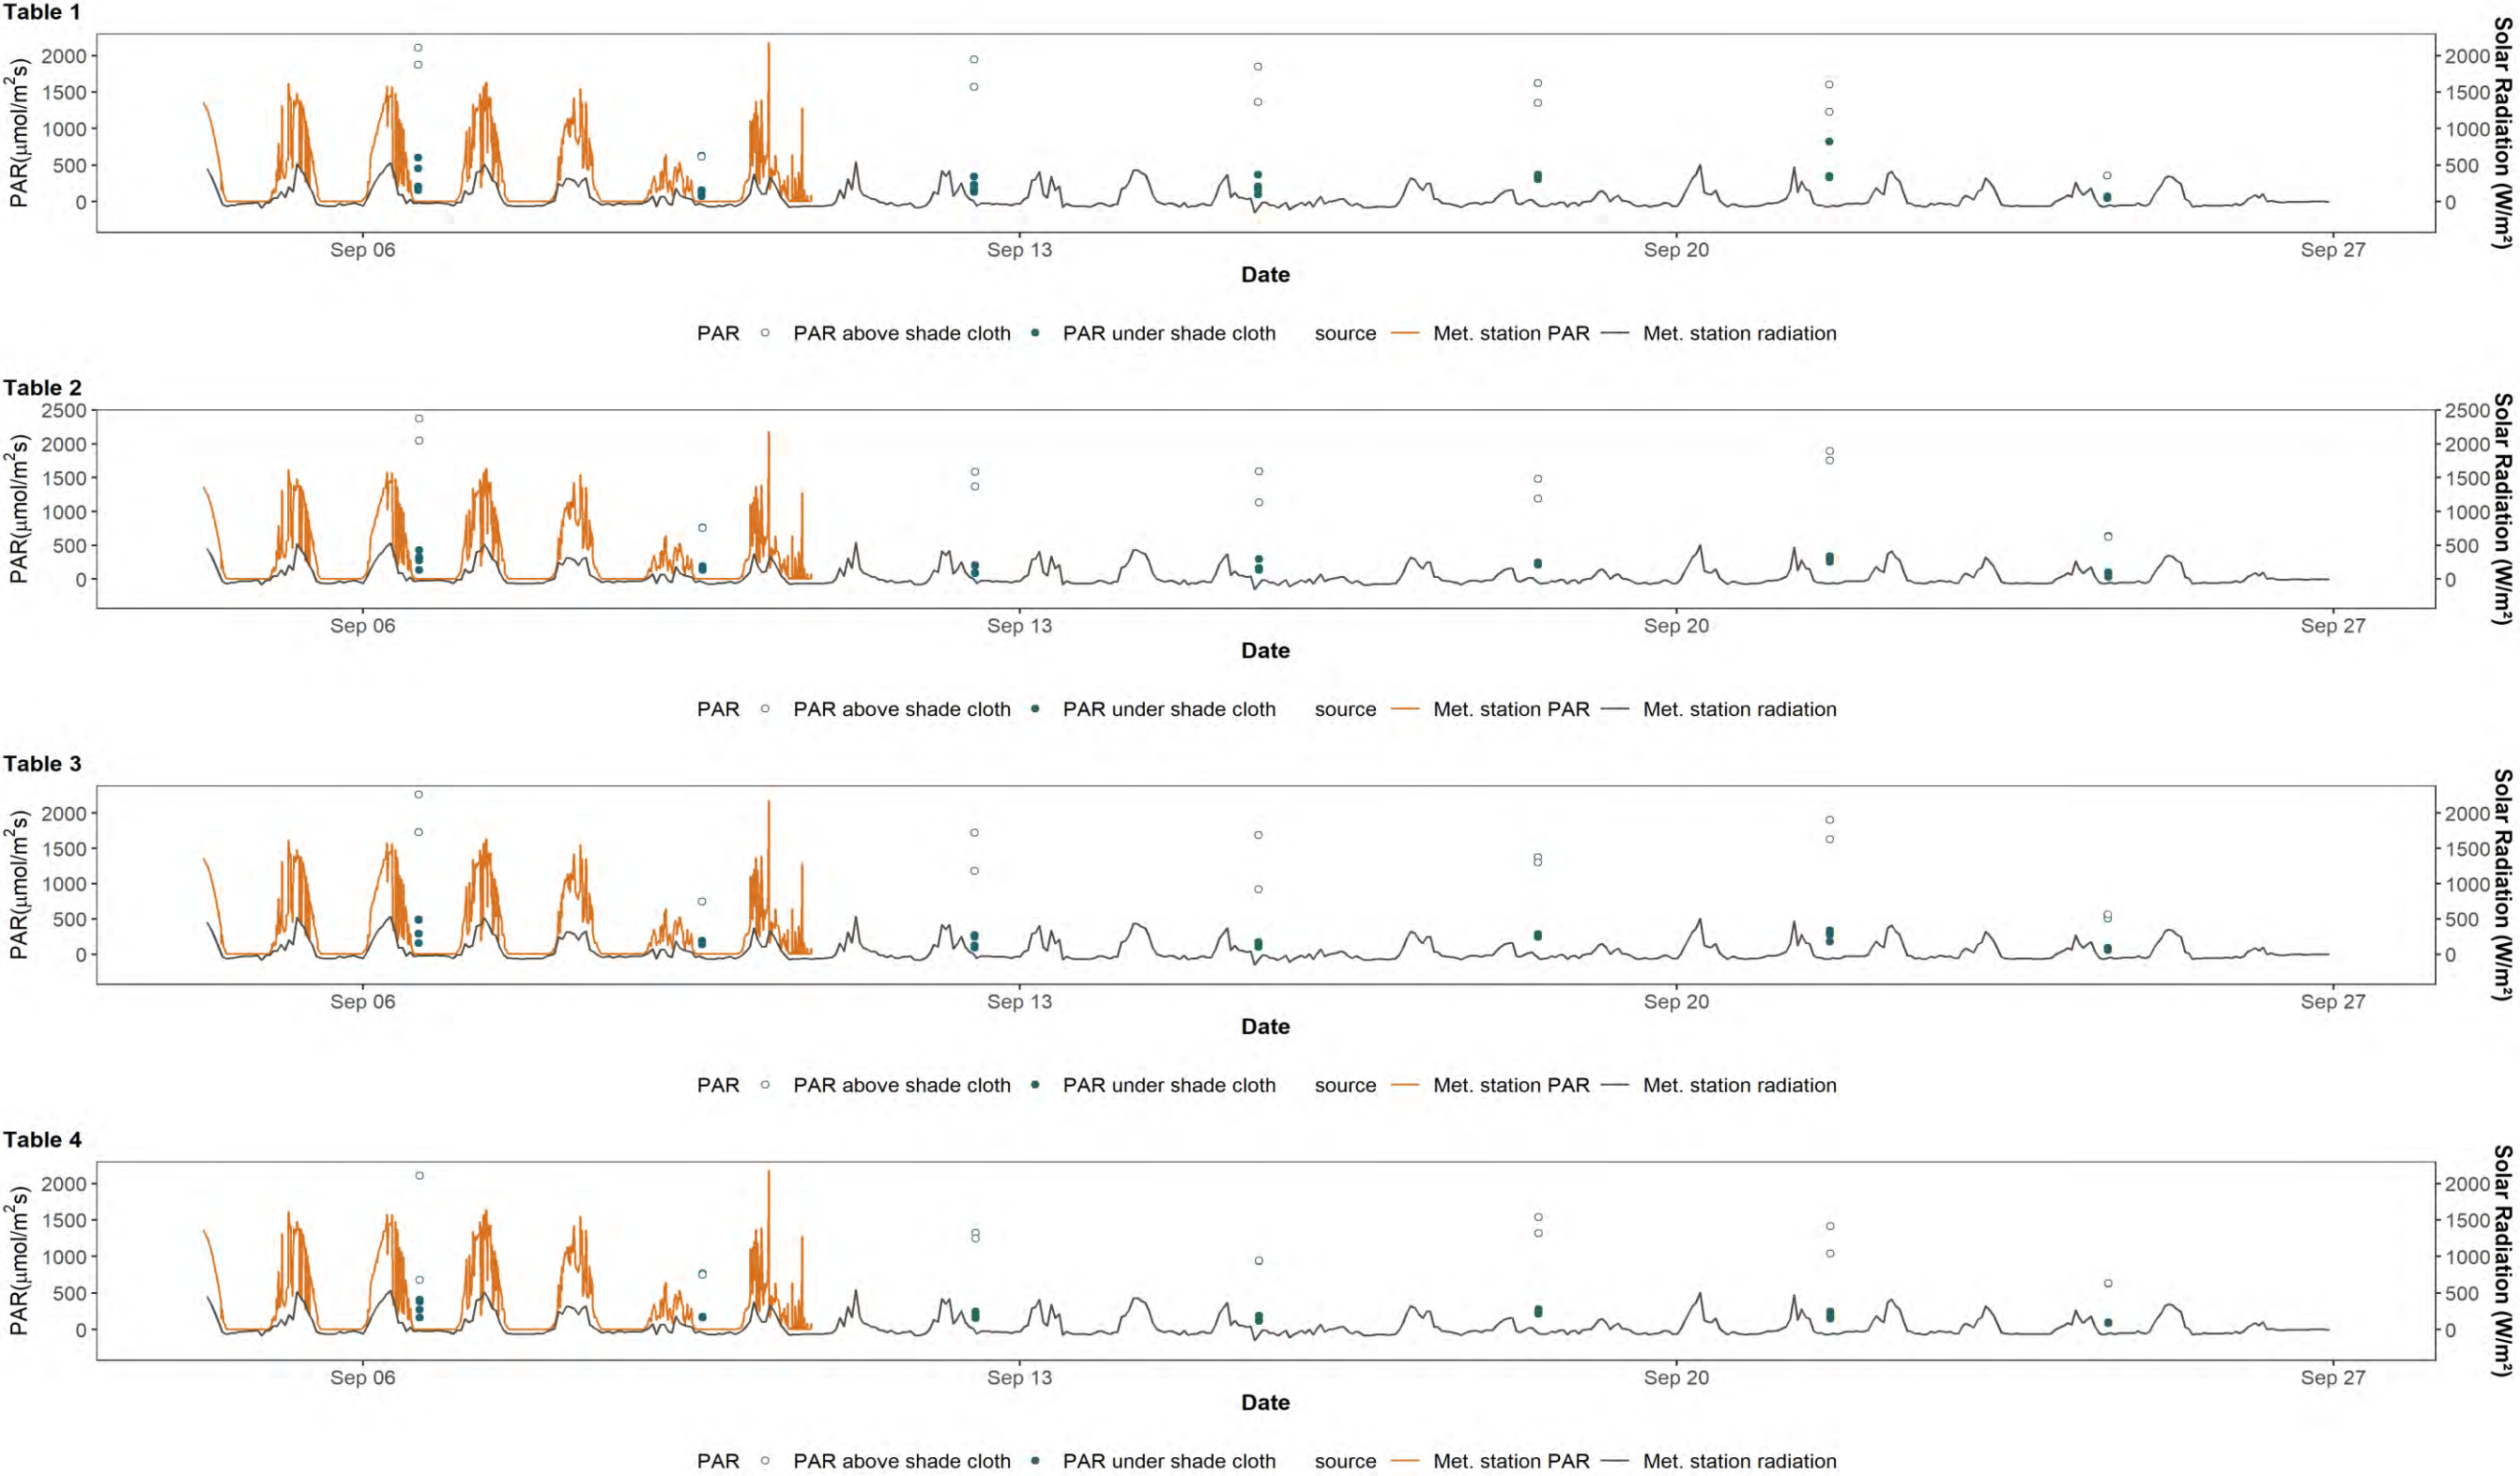 Table 1
PAR(μmol/m²s)
2000
1500
1000
500
0
2000
1500
1000
500
0
Solar Radiation (W/m²)
Sep 06 Sep 13 Sep 20 Sep 27
Date
PAR PAR above shade cloth PAR under shade cloth source Met. station PAR Met. station radiation
Table 2
PAR(μmol/m²s)
2500
2000
1500
1000
500
0
2500
2000
1500
1000
500
0
Solar Radiation (W/m²)
Sep 06 Sep 13 Sep 20 Sep 27
Date
PAR PAR above shade cloth PAR under shade cloth source Met. station PAR Met. station radiation
Table 3
PAR(μmol/m²s)
2000
1500
1000
500
0
2000
1500
1000
500
0
Solar Radiation (W/m²)
Sep 06 Sep 13 Sep 20 Sep 27
Date
PAR PAR above shade cloth PAR under shade cloth source Met. station PAR Met. station radiation
Table 4
PAR(μmol/m²s)
2000
1500
1000
500
0
2000
1500
1000
500
0
Solar Radiation (W/m²)
Sep 06 Sep 13 Sep 20 Sep 27
Date
PAR PAR above shade cloth PAR under shade cloth source Met. station PAR Met. station radiation